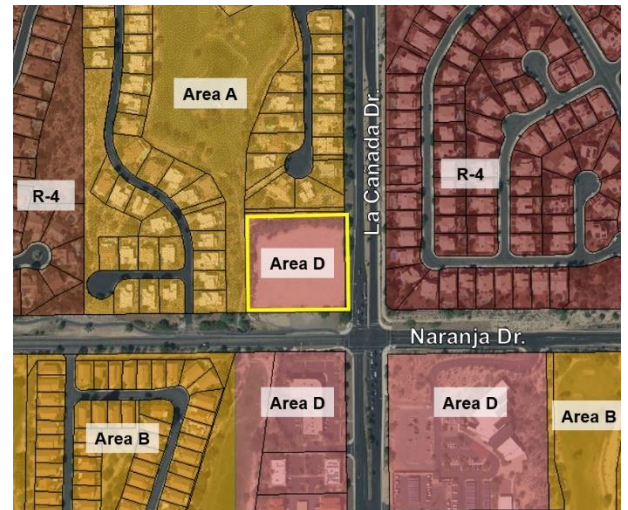 Area A
La Canada Dr.
R-4
R-4
Area D
Naranja Dr.
Area D
Area D
Area B
Area B